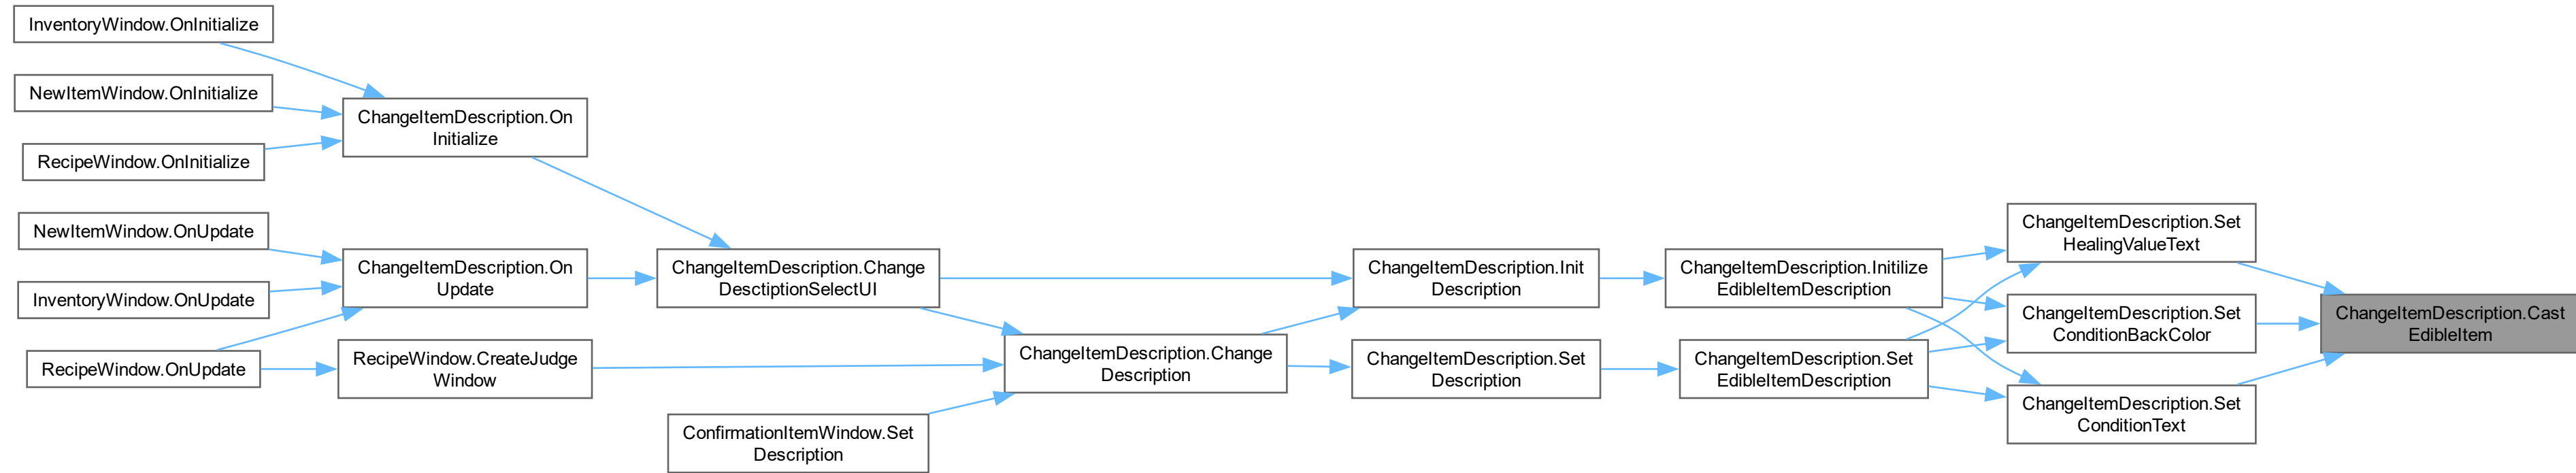 InventoryWindow.OnInitialize
NewItemWindow.OnInitialize
RecipeWindow.OnInitialize
NewItemWindow.OnUpdate
InventoryWindow.OnUpdate
RecipeWindow.OnUpdate
ChangeItemDescription.On
Initialize
ChangeItemDescription.On
Update
RecipeWindow.CreateJudge
Window
ChangeItemDescription.Change
DesctiptionSelectUI
ConfirmationItemWindow.Set
Description
ChangeItemDescription.Change
Description
ChangeItemDescription.Init
Description
ChangeItemDescription.Set
Description
ChangeItemDescription.Initilize
EdibleItemDescription
ChangeItemDescription.Set
EdibleItemDescription
ChangeItemDescription.Set
HealingValueText
ChangeItemDescription.Set
ConditionBackColor
ChangeItemDescription.Set
ConditionText
ChangeItemDescription.Cast
EdibleItem